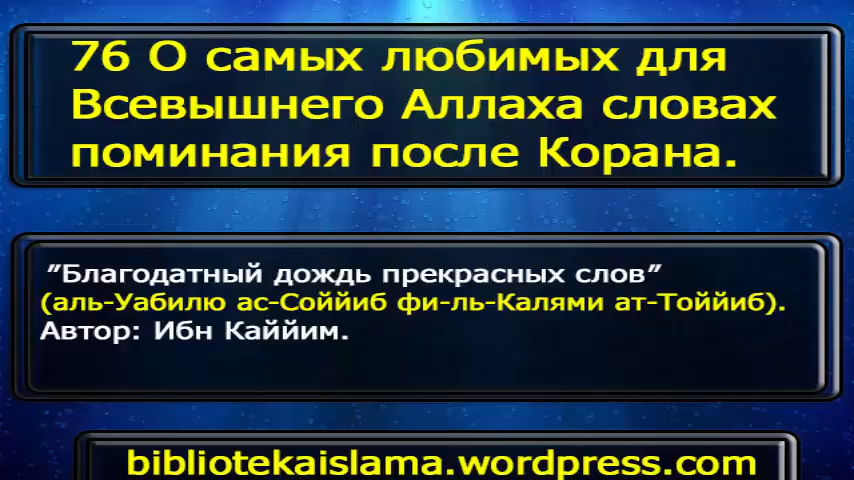 76 О самых любимых для
Всевышнего Аллаха словах
поминания после Корана.
”Благодатный дождь прекрасных слов”
(аль-Уабилю ас-Соййиб фи-ль-Калями ат-Тоййиб).
Автор: Ибн Каййим.
bibliotekaislama.wordpress.com